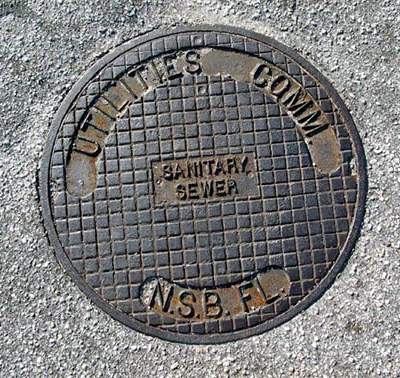 UTILITIES COMM
SANITARY
SEWER
N.S.B. FL.